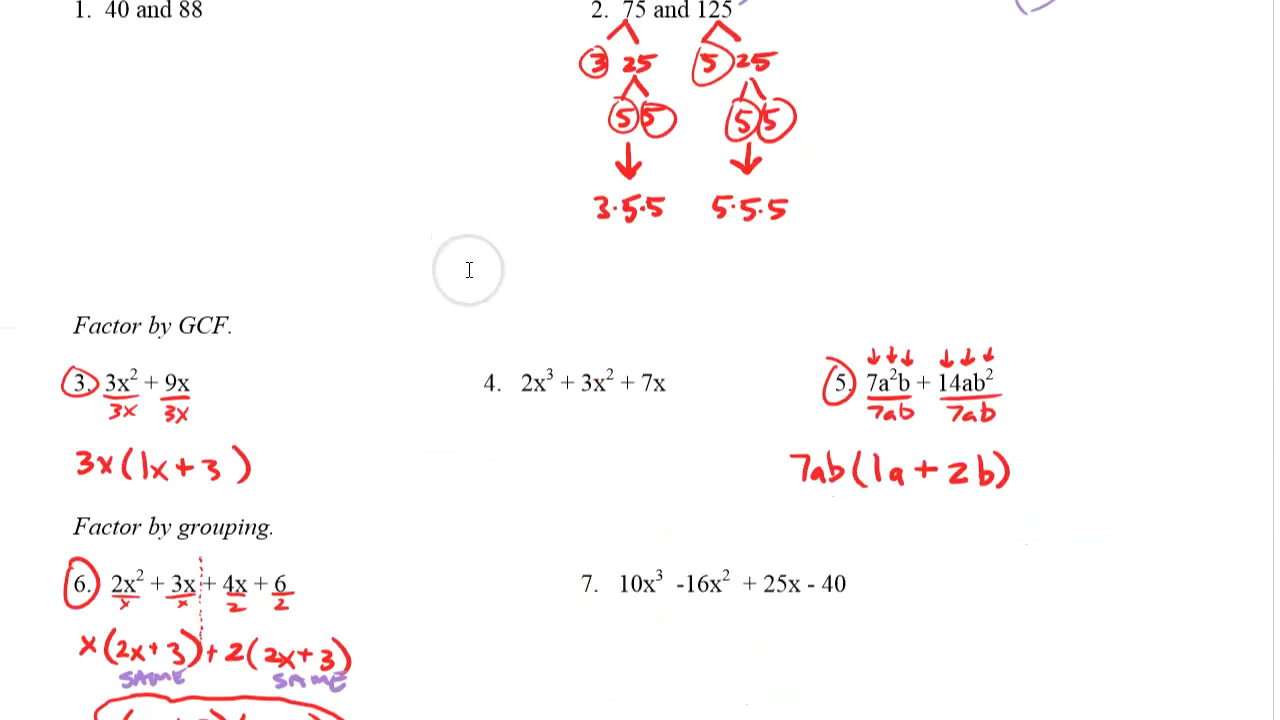 1. 40 and 88
2. 75 and 125
3 25 5 25
5 5 5 5
3·5·5 5·5·5
Factor by GCF.
3. 3x² + 9x
3x 3x
3x(1x+3)
4. 2x³ + 3x² + 7x
5. 7a²b + 14ab²
7ab 7ab
7ab(1a+2b)
Factor by grouping.
6. 2x² + 3x + 4x + 6
x x 2 2
x(2x+3)+2(2x+3)
SAME SAME
7. 10x³ -16x² + 25x - 40